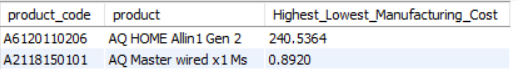 product_code product Highest_Lowest_Manufacturing_Cost
A6120110206 AQ HOME Allin1 Gen 2 240.5364
A2118150101 AQ Master wired x1 Ms 0.8920